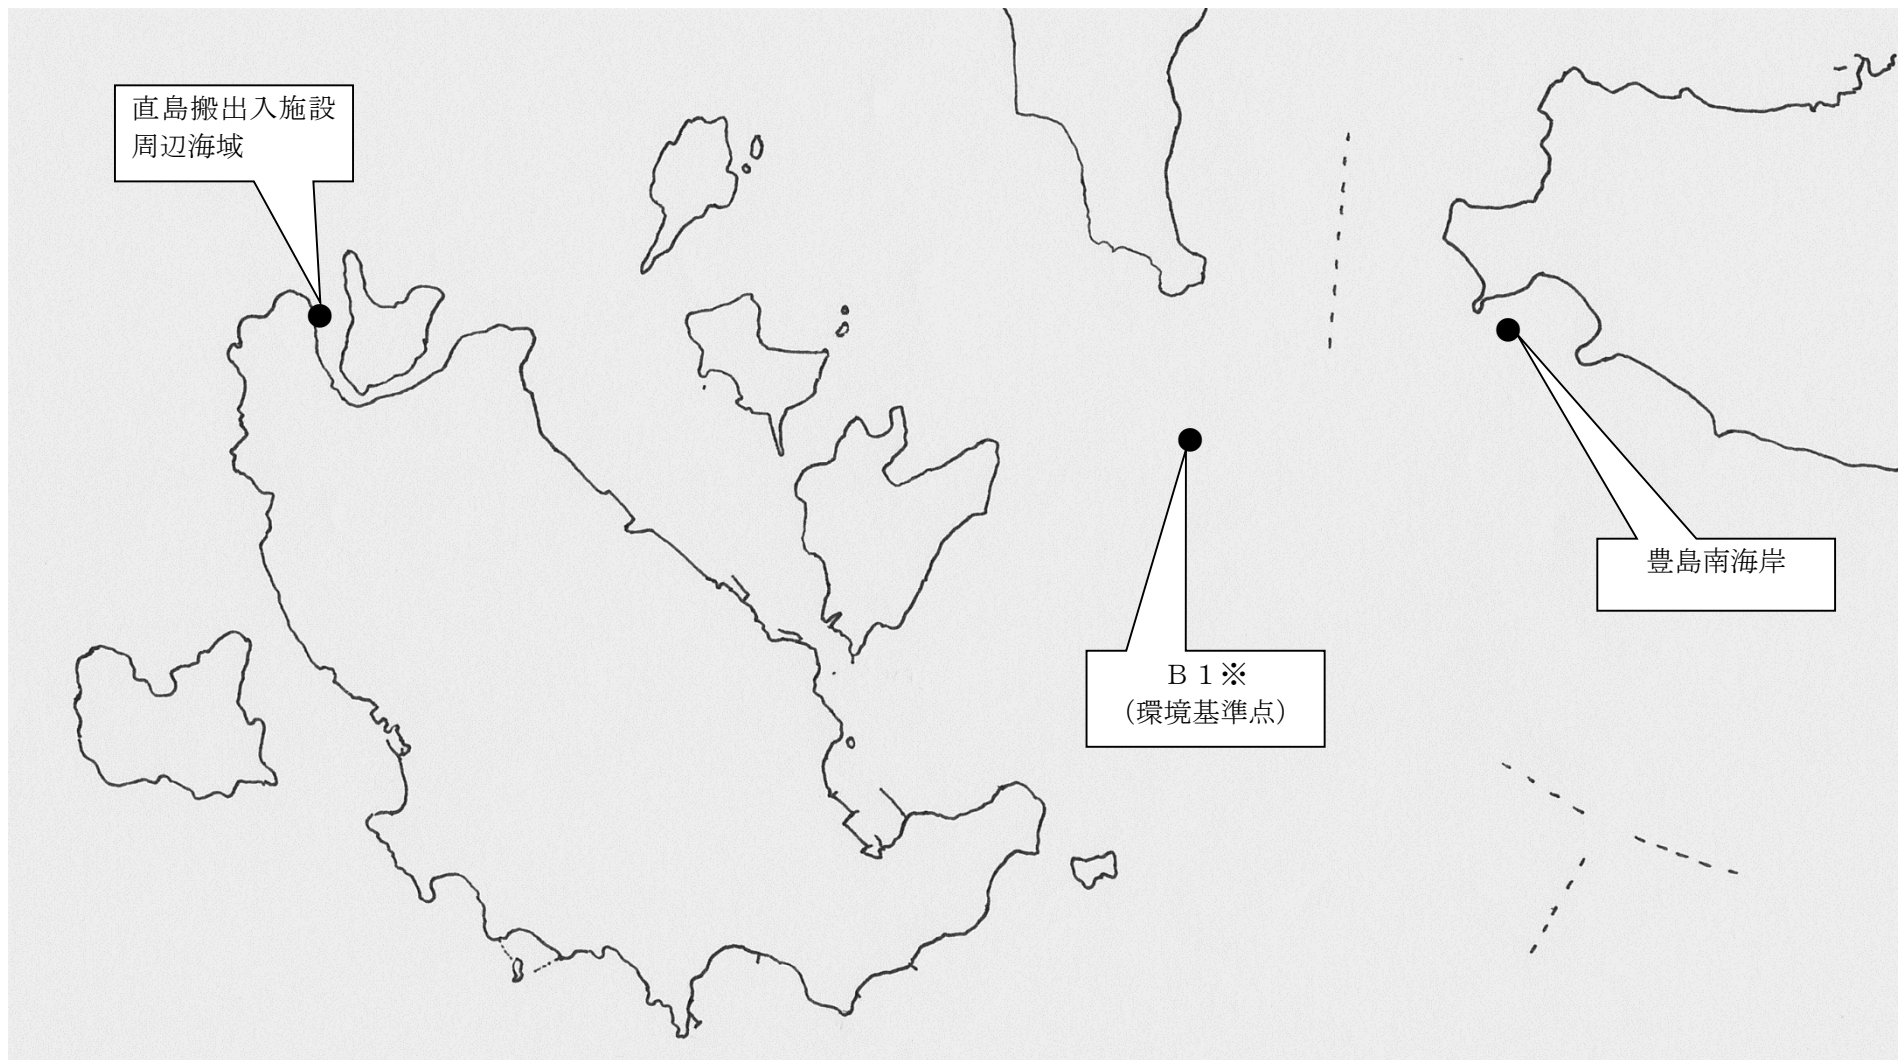 直島搬出入施設
周辺海域
豊島南海岸
Ｂ１※
（環境基準点）